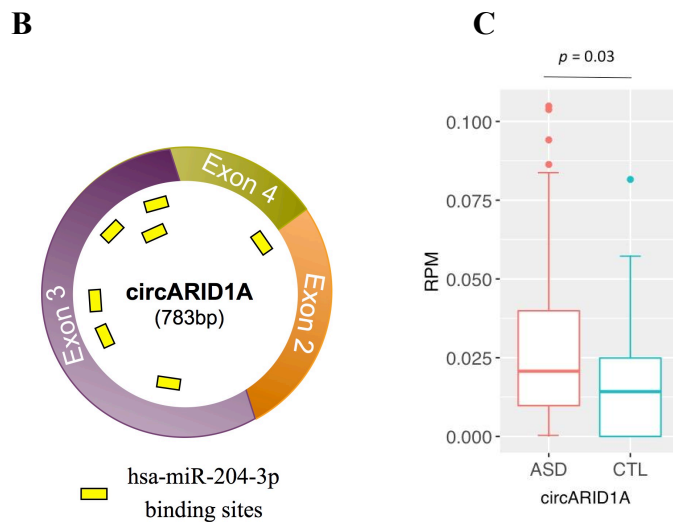 B
Exon 4
Exon 3
Exon 2
circARID1A
(783bp)
hsa-miR-204-3p
binding sites
C
p = 0.03
RPM
0.100
0.075
0.050
0.025
0.000
ASD
CTL
circARID1A